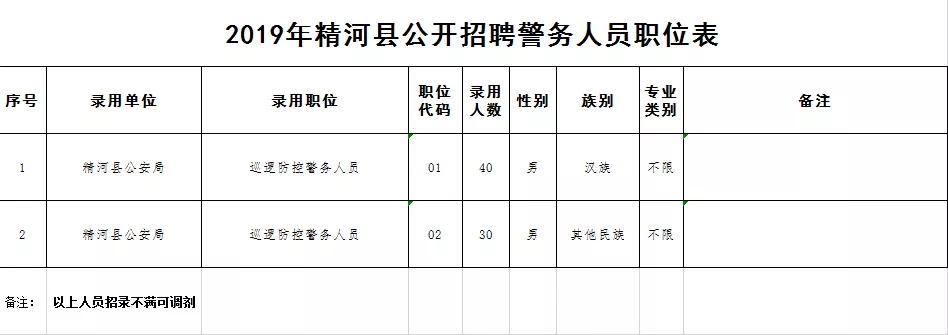 2019年精河县公开招聘警务人员职位表
序号 录用单位 录用职位 职位代码 录用人数 性别 族别 专业类别 备注
1 精河县公安局 巡逻防控警务人员 01 40 男 汉族 不限
2 精河县公安局 巡逻防控警务人员 02 30 男 其他民族 不限
备注： 以上人员招录不满可调剂